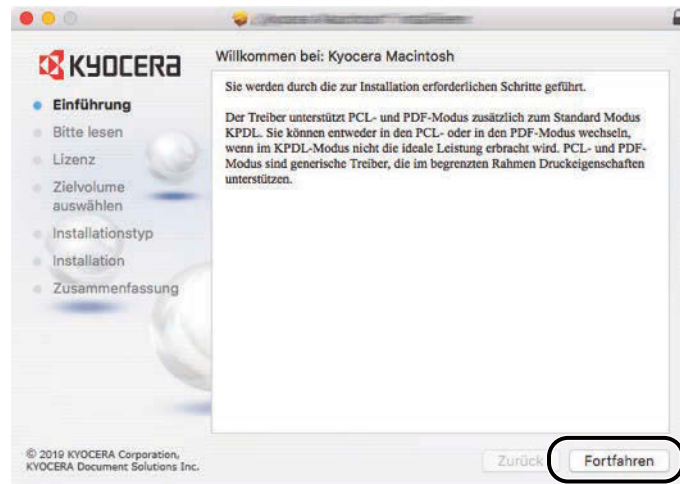 KYOCERA
Willkommen bei: Kyocera Macintosh
Einführung
Bitte lesen
Lizenz
Zielvolume
auswählen
Installationstyp
Installation
Zusammenfassung
Sie werden durch die zur Installation erforderlichen Schritte geführt.
Der Treiber unterstützt PCL- und PDF-Modus zusätzlich zum Standard Modus
KPDL. Sie können entweder in den PCL- oder in den PDF-Modus wechseln,
wenn im KPDL-Modus nicht die ideale Leistung erbracht wird. PCL- und PDF-
Modus sind generische Treiber, die im begrenzten Rahmen Druckeigenschaften
unterstützen.
© 2019 KYOCERA Corporation,
KYOCERA Document Solutions Inc.
Zurück
Fortfahren